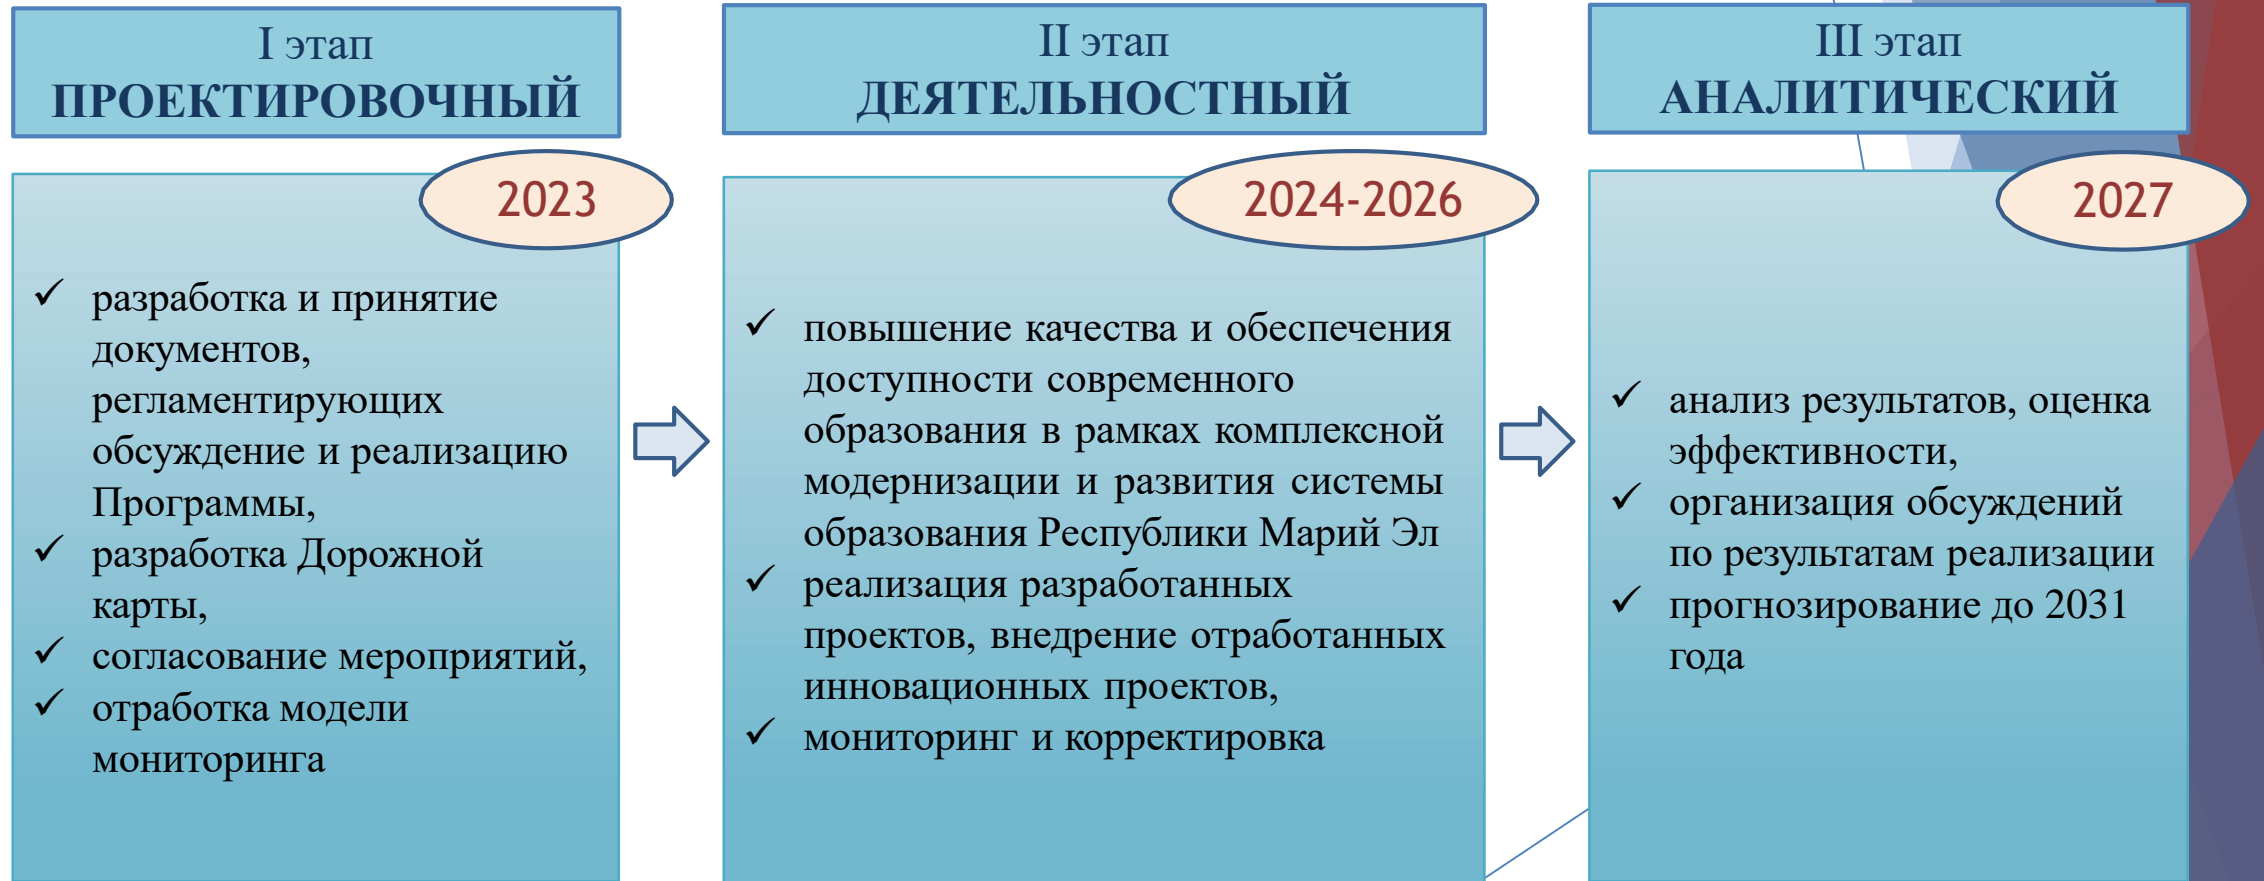 I этап
ПРОЕКТИРОВОЧНЫЙ
2023
разработка и принятие
документов,
регламентирующих
обсуждение и реализацию
Программы,
разработка Дорожной
карты,
согласование мероприятий,
отработка модели
мониторинга
II этап
ДЕЯТЕЛЬНОСТНЫЙ
2024-2026
повышение качества и обеспечения
доступности современного
образования в рамках комплексной
модернизации и развития системы
образования Республики Марий Эл
реализация разработанных
проектов, внедрение отработанных
инновационных проектов,
мониторинг и корректировка
III этап
АНАЛИТИЧЕСКИЙ
2027
анализ результатов, оценка
эффективности,
организация обсуждений
по результатам реализации
прогнозирование до 2031
года